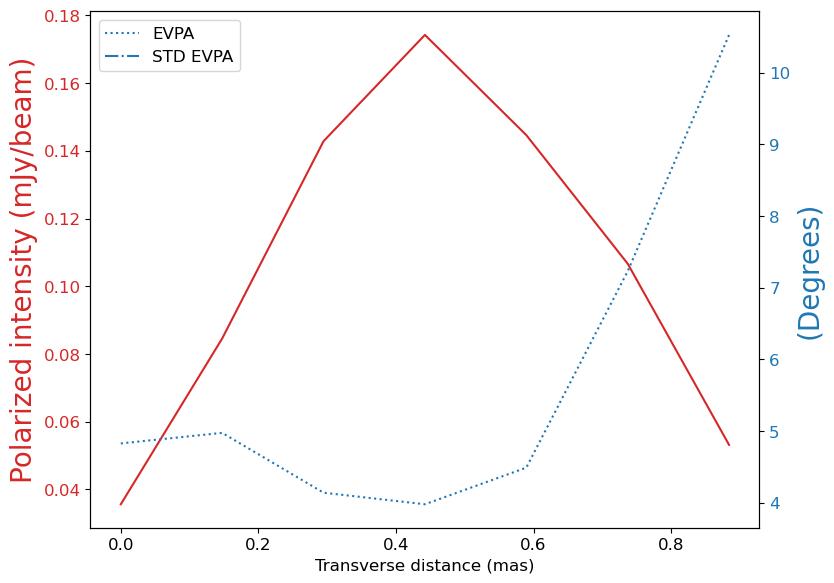 EVPA
STD EVPA
Polarized intensity (mJy/beam)
0.18
0.16
0.14
0.12
0.10
0.08
0.06
0.04
10
9
8
7
6
5
4
(Degrees)
0.0 0.2 0.4 0.6 0.8
Transverse distance (mas)